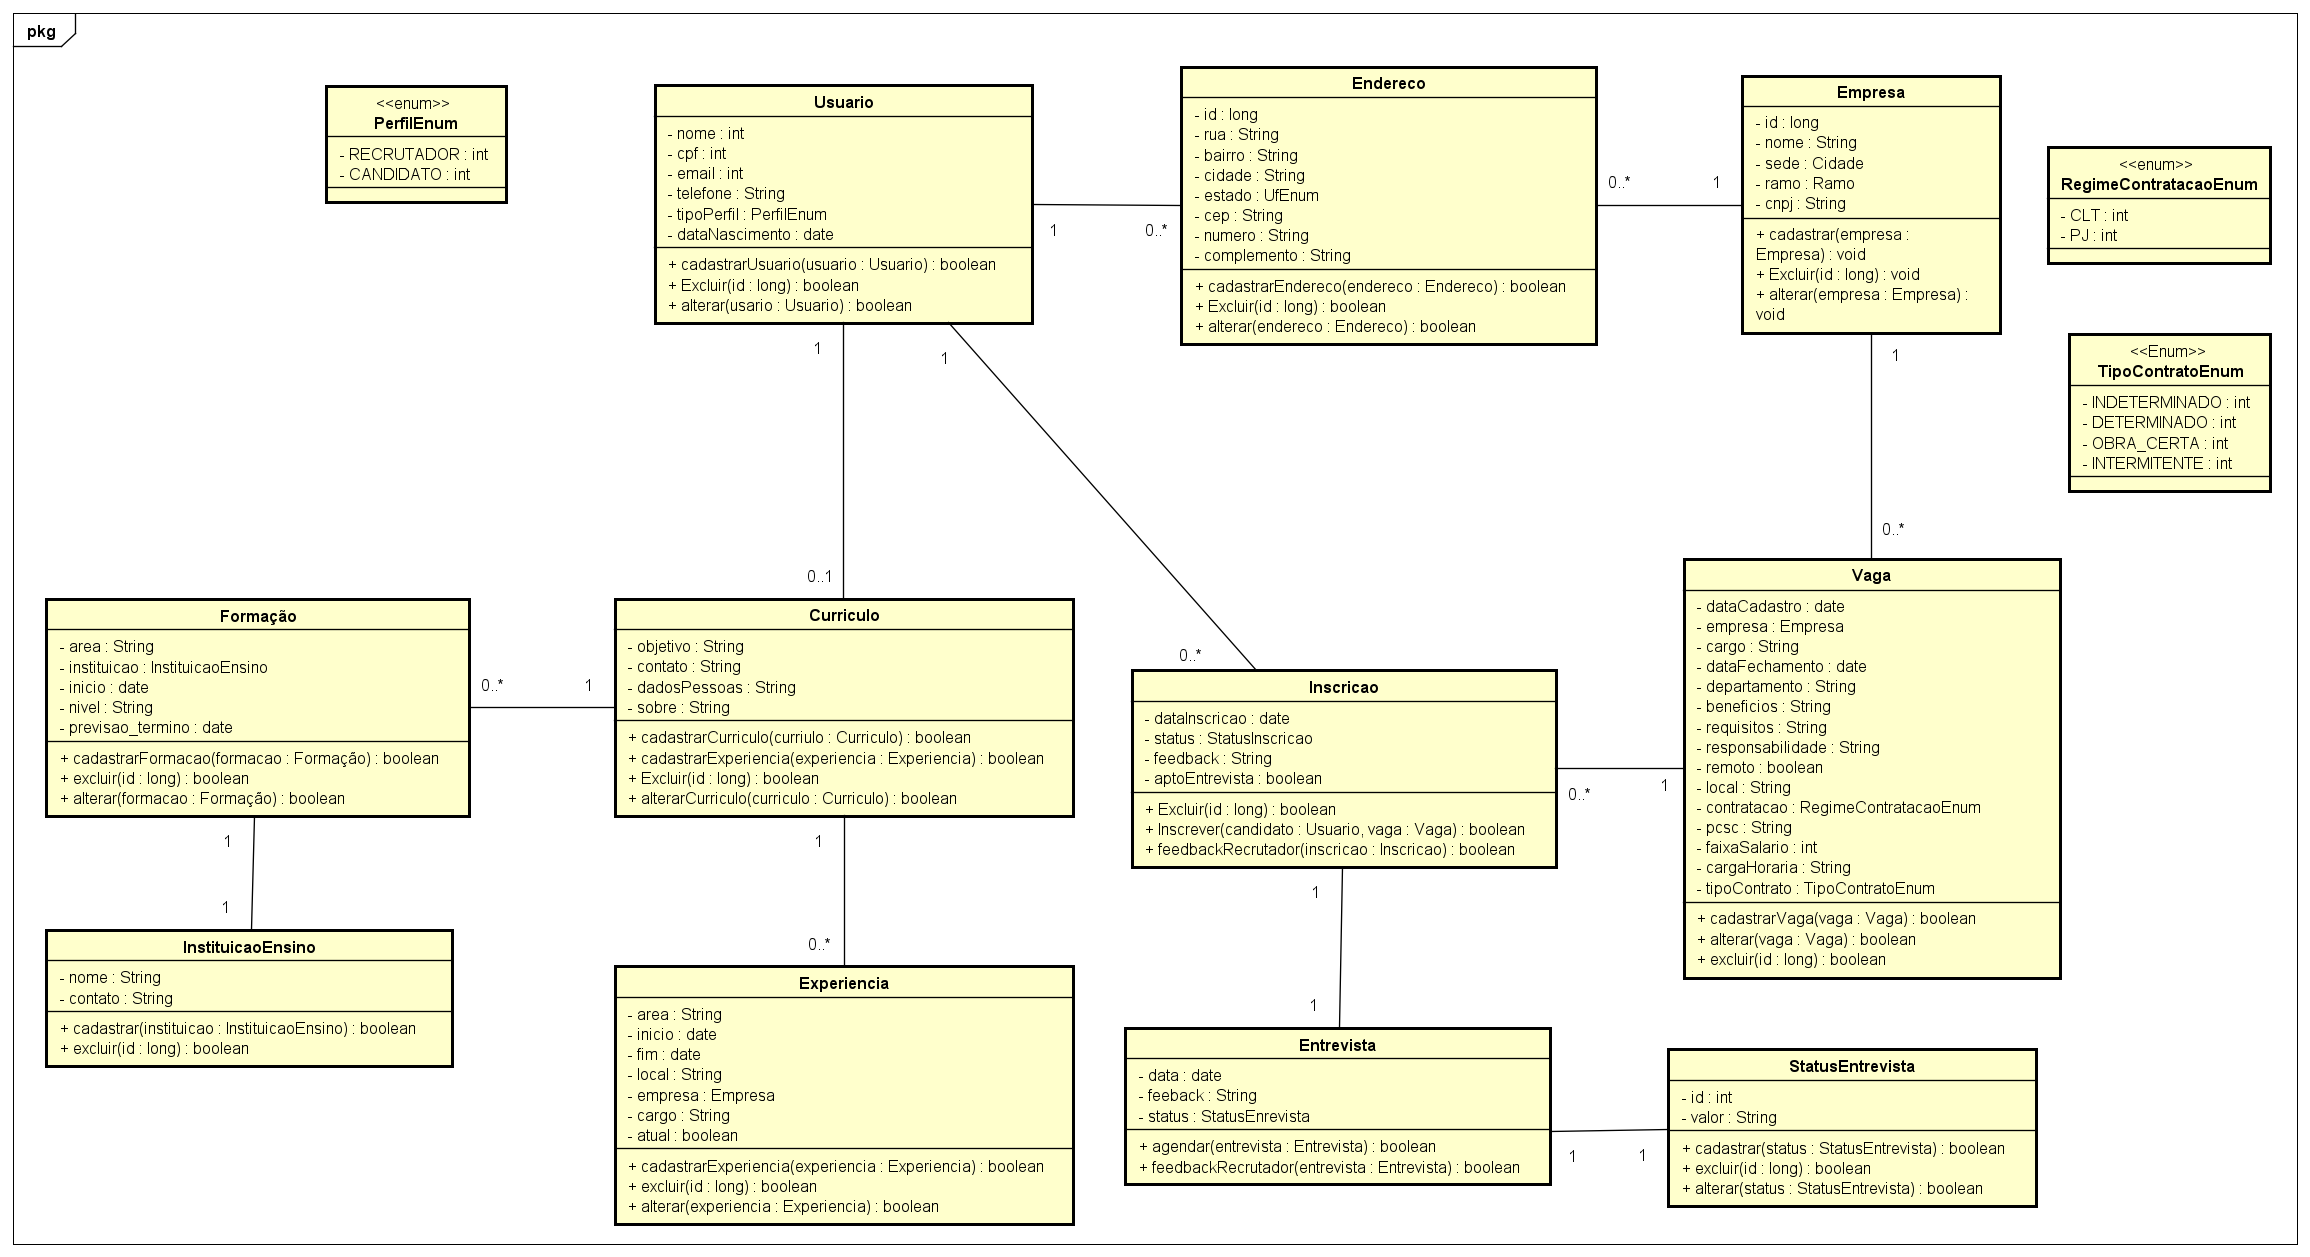 pkg
<<enum>>
PerfilEnum
- RECRUTADOR : int
- CANDIDATO : int
Usuario
- nome : int
- cpf : int
- email : int
- telefone : String
- tipoPerfil : PerfilEnum
- dataNascimento : date
+ cadastrarUsuario(usuario : Usuario) : boolean
+ Excluir(id : long) : boolean
+ alterar(usario : Usuario) : boolean
1
0..*
Endereco
- id : long
- rua : String
- bairro : String
- cidade : String
- estado : UfEnum
- cep : String
- numero : String
- complemento : String
+ cadastrarEndereco(endereco : Endereco) : boolean
+ Excluir(id : long) : boolean
+ alterar(endereco : Endereco) : boolean
0..*
1
Empresa
- id : long
- nome : String
- sede : Cidade
- ramo : Ramo
- cnpj : String
+ cadastrar(empresa :
Empresa) : void
+ Excluir(id : long) : void
+ alterar(empresa : Empresa) :
void
<<enum>>
RegimeContratacaoEnum
- CLT : int
- PJ : int
<<Enum>>
TipoContratoEnum
- INDETERMINADO : int
- DETERMINADO : int
- OBRA_CERTA : int
- INTERMITENTE : int
1
1
1
0..*
0..1
0..*
Formação
- area : String
- instituicao : InstituicaoEnsino
- inicio : date
- nivel : String
- previsao_termino : date
+ cadastrarFormacao(formacao : Formação) : boolean
+ excluir(id : long) : boolean
+ alterar(formacao : Formação) : boolean
0..*
1
Curriculo
- objetivo : String
- contato : String
- dadosPessoas : String
- sobre : String
+ cadastrarCurriculo(curriulo : Curriculo) : boolean
+ cadastrarExperiencia(experiencia : Experiencia) : boolean
+ Excluir(id : long) : boolean
+ alterarCurriculo(curriculo : Curriculo) : boolean
Inscricao
- dataInscricao : date
- status : StatusInscricao
- feedback : String
- aptoEntrevista : boolean
+ Excluir(id : long) : boolean
+ Inscrever(candidato : Usuario, vaga : Vaga) : boolean
+ feedbackRecrutador(inscricao : Inscricao) : boolean
0..*
1
Vaga
- dataCadastro : date
- empresa : Empresa
- cargo : String
- dataFechamento : date
- departamento : String
- beneficios : String
- requisitos : String
- responsabilidade : String
- remoto : boolean
- local : String
- contratacao : RegimeContratacaoEnum
- pcsc : String
- faixaSalario : int
- cargaHoraria : String
- tipoContrato : TipoContratoEnum
+ cadastrarVaga(vaga : Vaga) : boolean
+ alterar(vaga : Vaga) : boolean
+ excluir(id : long) : boolean
1
1
1
1
0..*
1
InstituicaoEnsino
- nome : String
- contato : String
+ cadastrar(instituicao : InstituicaoEnsino) : boolean
+ excluir(id : long) : boolean
Experiencia
- area : String
- inicio : date
- fim : date
- local : String
- empresa : Empresa
- cargo : String
- atual : boolean
+ cadastrarExperiencia(experiencia : Experiencia) : boolean
+ excluir(id : long) : boolean
+ alterar(experiencia : Experiencia) : boolean
Entrevista
- data : date
- feeback : String
- status : StatusEnrevista
+ agendar(entrevista : Entrevista) : boolean
+ feedbackRecrutador(entrevista : Entrevista) : boolean
1
1
StatusEntrevista
- id : int
- valor : String
+ cadastrar(status : StatusEntrevista) : boolean
+ excluir(id : long) : boolean
+ alterar(status : StatusEntrevista) : boolean